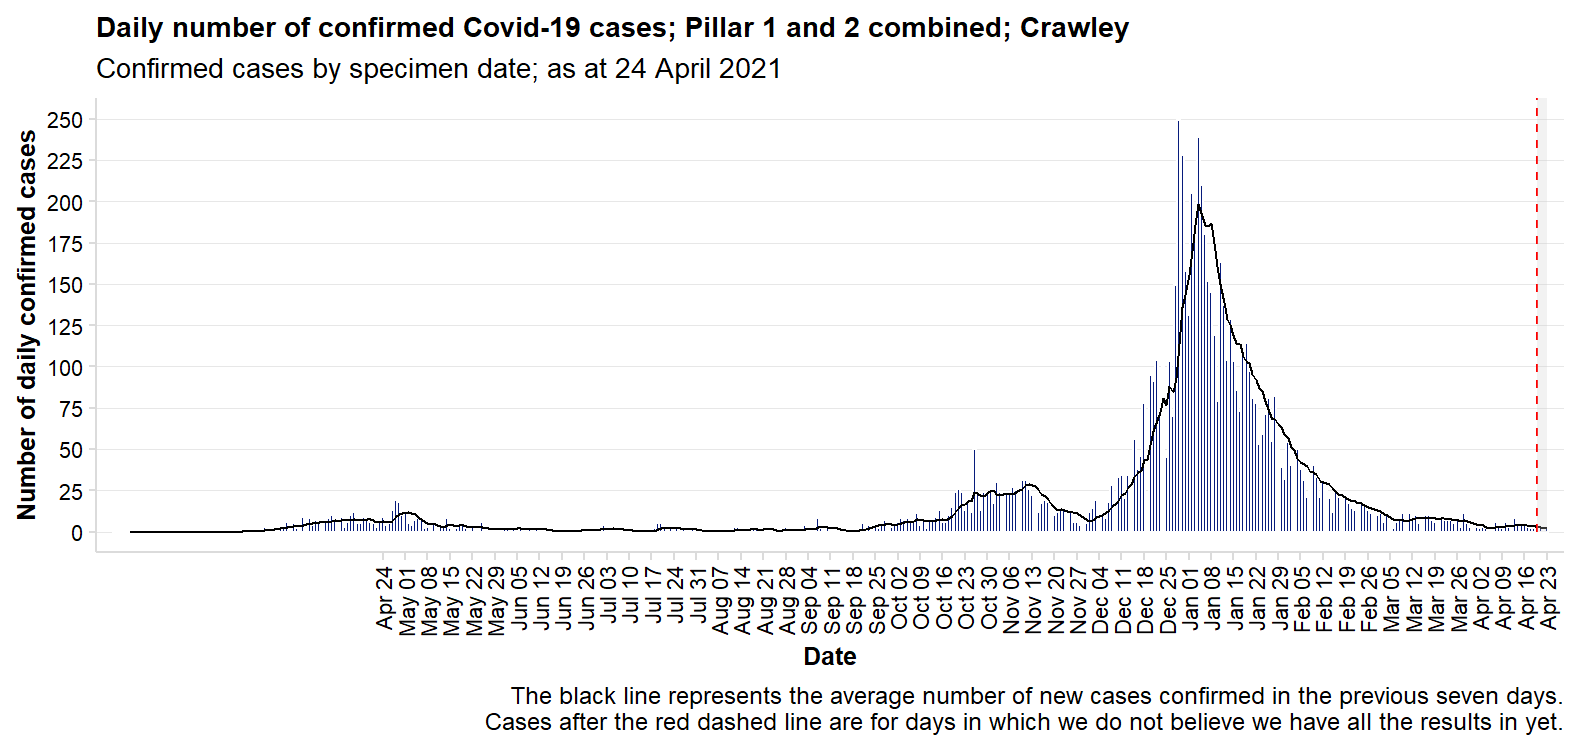 Daily number of confirmed Covid-19 cases; Pillar 1 and 2 combined; Crawley
Confirmed cases by specimen date; as at 24 April 2021
Number of daily confirmed cases
250
225
200
175
150
125
100
75
50
25
0
Apr 24
May 01
May 08
May 15
May 22
May 29
Jun 05
Jun 12
Jun 19
Jun 26
Jul 03
Jul 10
Jul 17
Jul 24
Jul 31
Aug 07
Aug 14
Aug 21
Aug 28
Sep 04
Sep 11
Sep 18
Sep 25
Oct 02
Oct 09
Oct 16
Oct 23
Oct 30
Nov 06
Nov 13
Nov 20
Nov 27
Dec 04
Dec 11
Dec 18
Dec 25
Jan 01
Jan 08
Jan 15
Jan 22
Jan 29
Feb 05
Feb 12
Feb 19
Feb 26
Mar 05
Mar 12
Mar 19
Mar 26
Apr 02
Apr 09
Apr 16
Apr 23
Date
The black line represents the average number of new cases confirmed in the previous seven days.
Cases after the red dashed line are for days in which we do not believe we have all the results in yet.